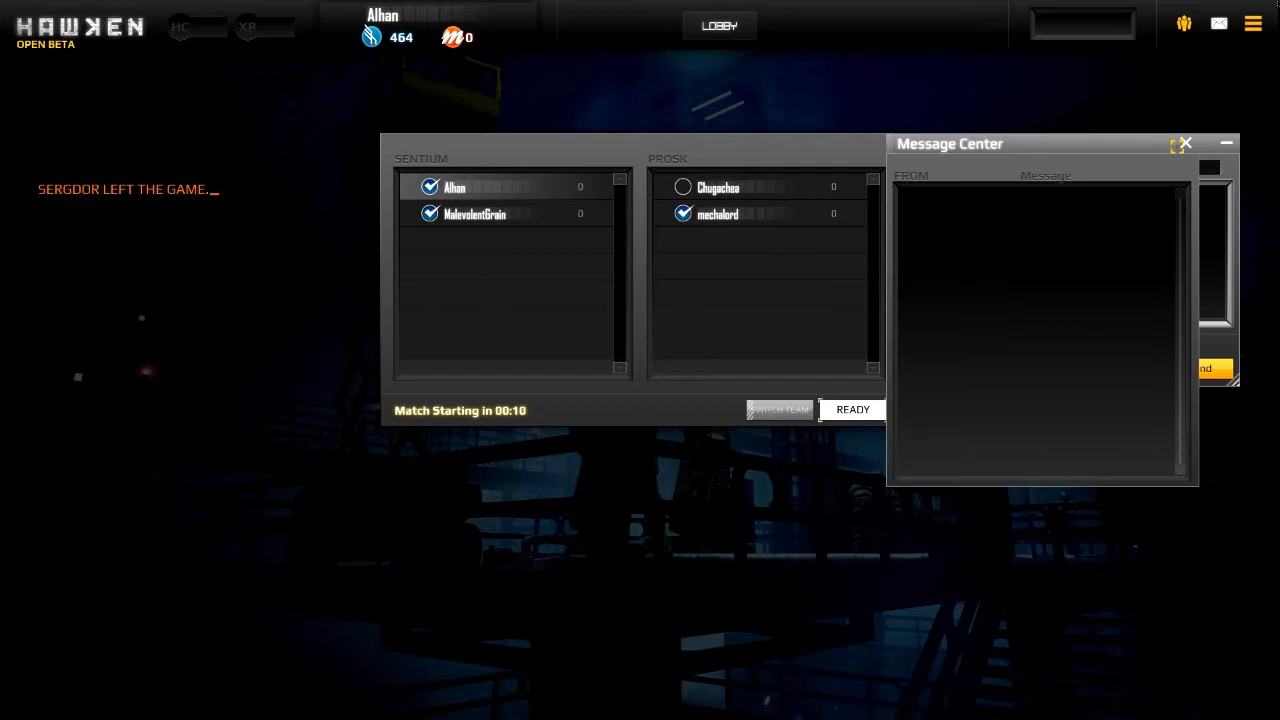 HAWKEN
OPEN BETA
HC
XP
Alhan
464
0
LOBBY
SERGDOR LEFT THE GAME._
SENTIUM
Alhan 0
MalevolentGrain 0
PROSK
Chugachea 0
mechalord 0
Match Starting in 00:10
SWITCH TEAM
READY
Message Center
FROM Message
nd